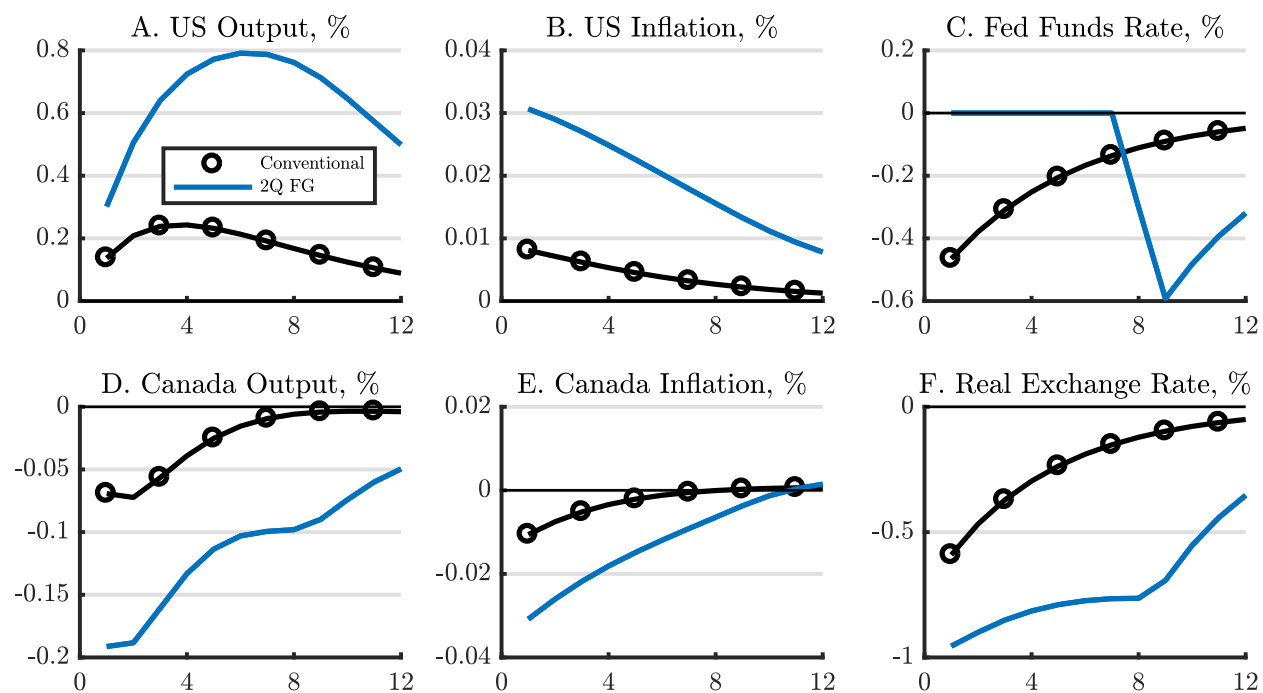 A. US Output, %
0.8
0.6
0.4
0.2
0
0 4 8 12
Conventional
2Q FG
B. US Inflation, %
0.04
0.03
0.02
0.01
0
0 4 8 12
C. Fed Funds Rate, %
0.2
0
-0.2
-0.4
-0.6
0 4 8 12
D. Canada Output, %
0
-0.05
-0.1
-0.15
-0.2
0 4 8 12
E. Canada Inflation, %
0.02
0
-0.02
-0.04
0 4 8 12
F. Real Exchange Rate, %
0
-0.5
-1
0 4 8 12